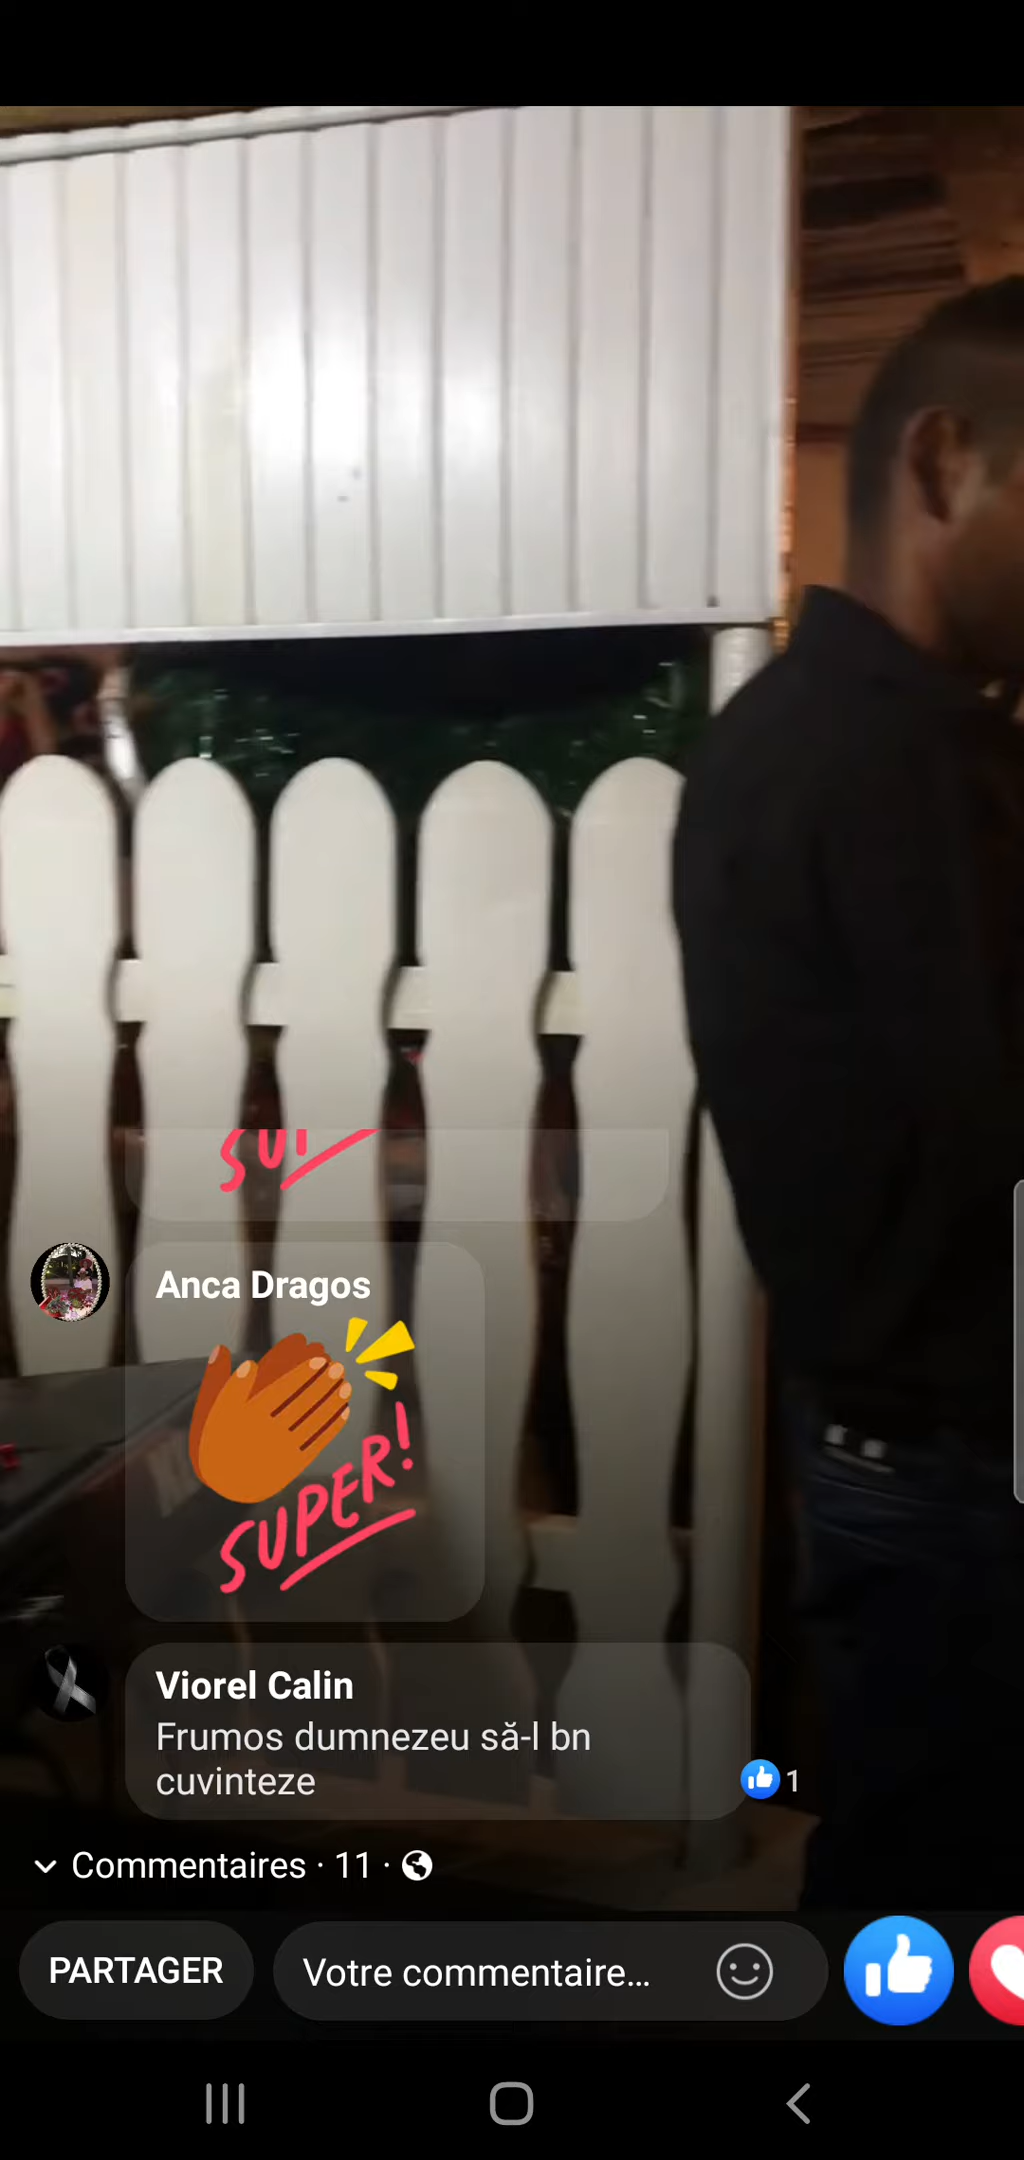 Anca Dragos
SUPER!
Viorel Calin
Frumos dumnezeu să-l bn
cuvinteze
1
Commentaires · 11 ·
PARTAGER
Votre commentaire...